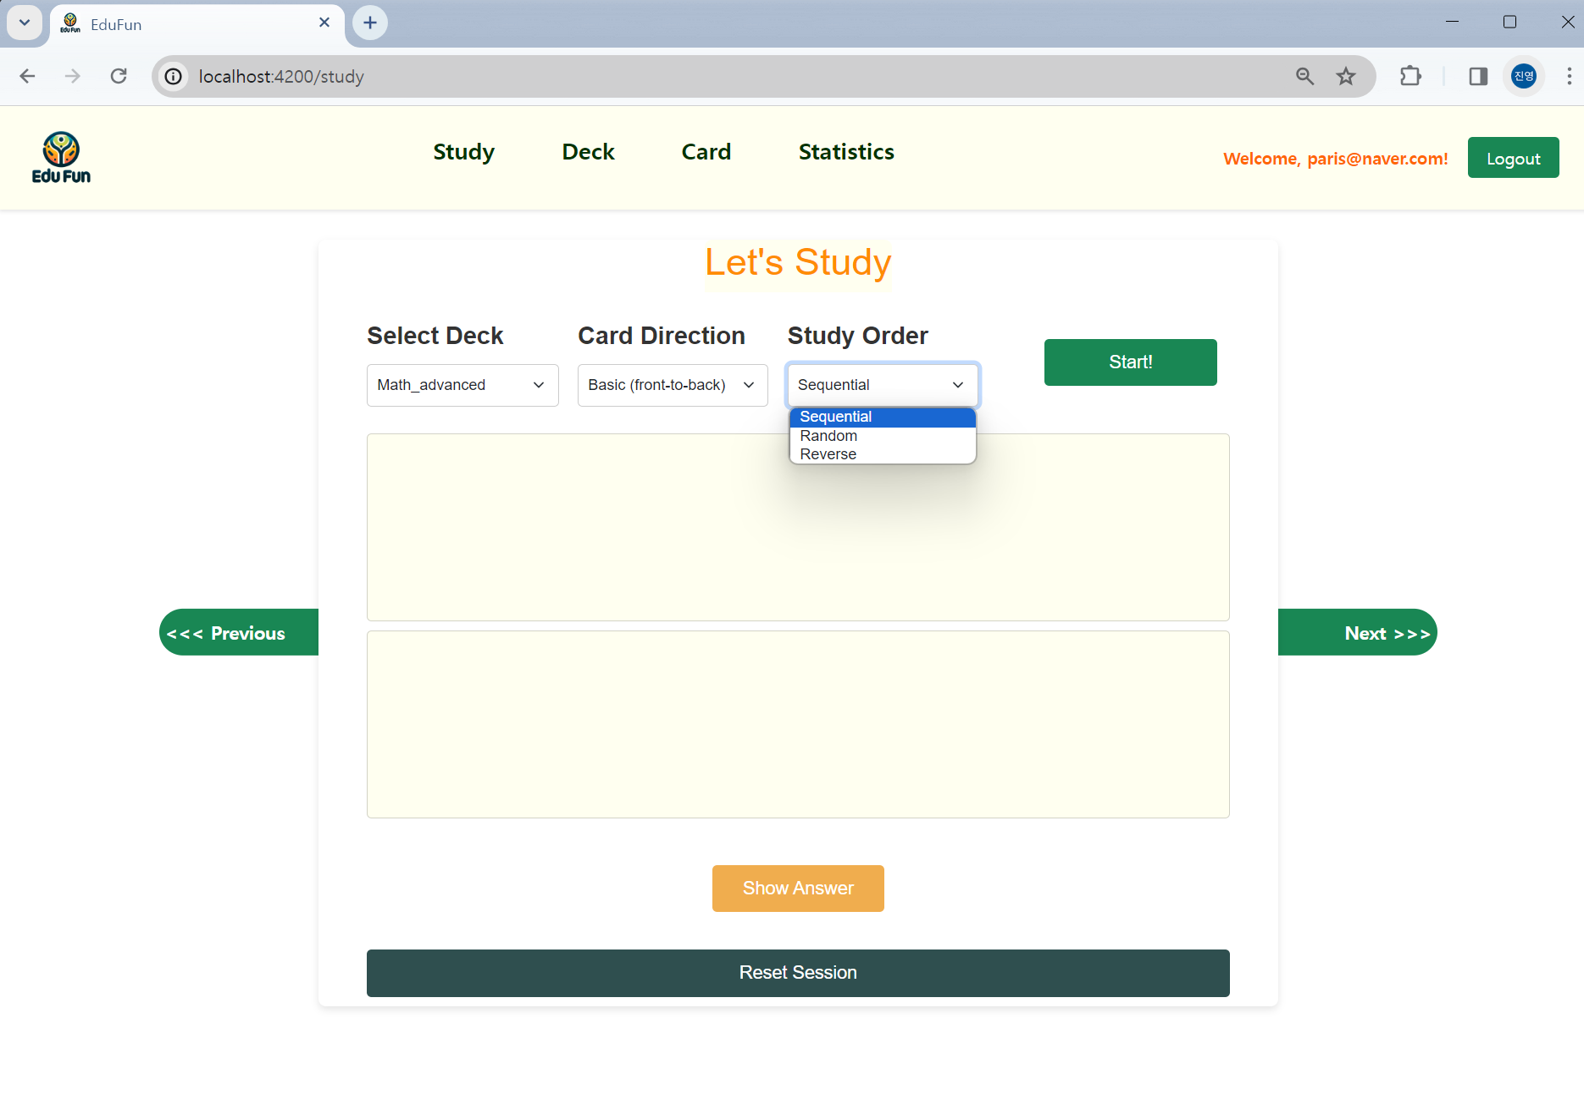 EduFun
localhost:4200/study
진영
Edu Fun
Edu Fun
Study Deck Card Statistics
Welcome, paris@naver.com!
Logout
Let's Study
Select Deck Card Direction Study Order
Start!
Math_advanced Basic (front-to-back) Sequential
Sequential
Random
Reverse
<<< Previous
Next >>>
Show Answer
Reset Session